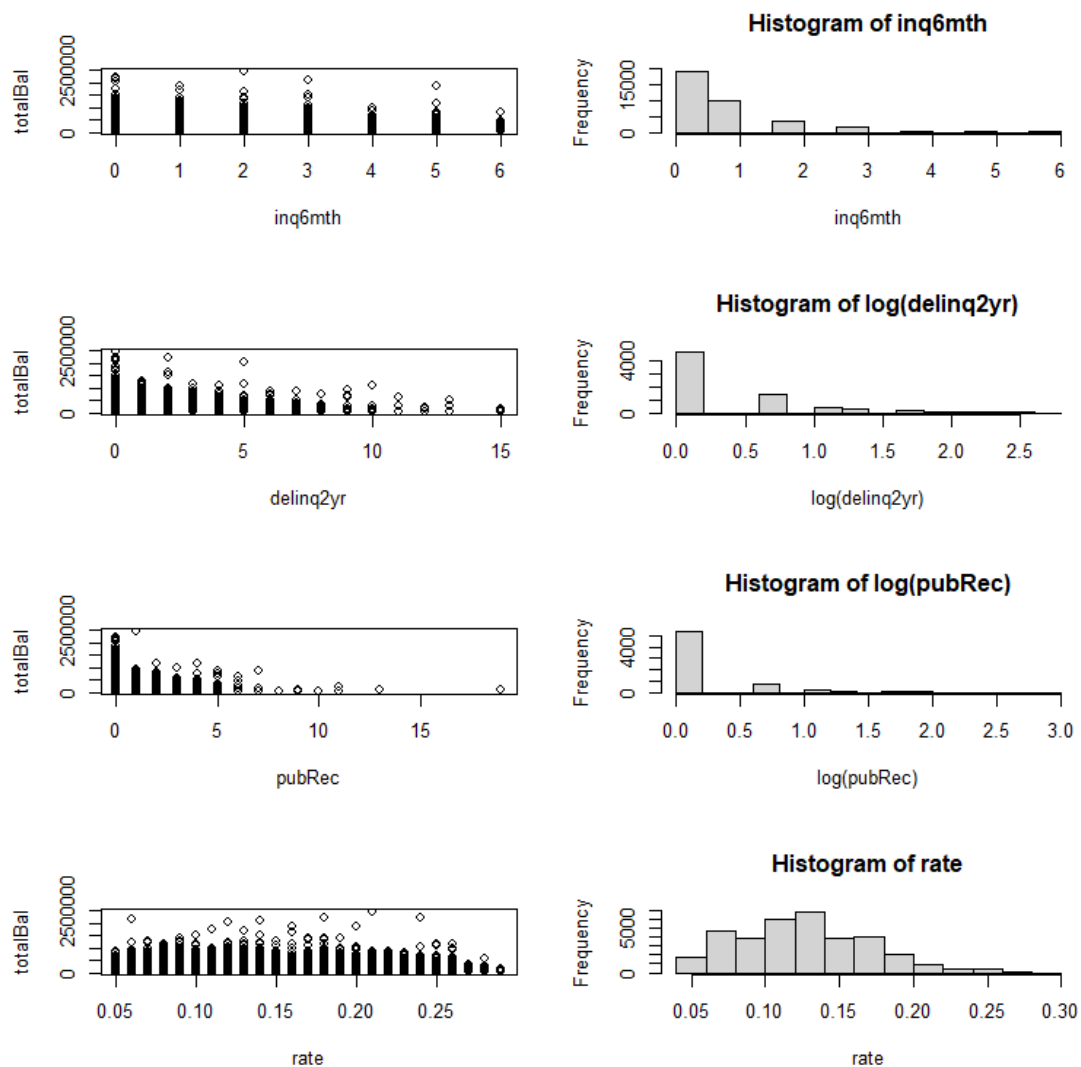 Histogram of inq6mth
totalBal
0 2500000
0 1 2 3 4 5 6
inq6mth
Frequency
0 15000
0 1 2 3 4 5 6
inq6mth
Histogram of log(delinq2yr)
totalBal
0 2500000
0 5 10 15
delinq2yr
Frequency
0 4000
0.0 0.5 1.0 1.5 2.0 2.5
log(delinq2yr)
Histogram of log(pubRec)
totalBal
0 2500000
0 5 10 15
pubRec
Frequency
0 4000
0.0 0.5 1.0 1.5 2.0 2.5 3.0
log(pubRec)
Histogram of rate
totalBal
0 2500000
0.05 0.10 0.15 0.20 0.25
rate
Frequency
0 5000
0.05 0.10 0.15 0.20 0.25 0.30
rate